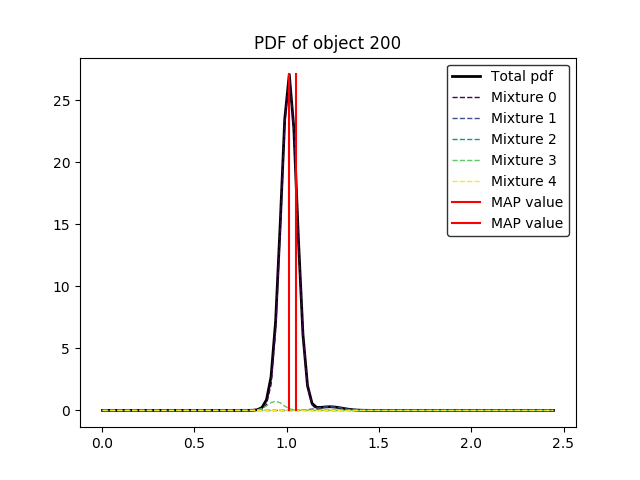 PDF of object 200
Total pdf
Mixture 0
Mixture 1
Mixture 2
Mixture 3
Mixture 4
MAP value
MAP value
25
20
15
10
5
0
0.0 0.5 1.0 1.5 2.0 2.5